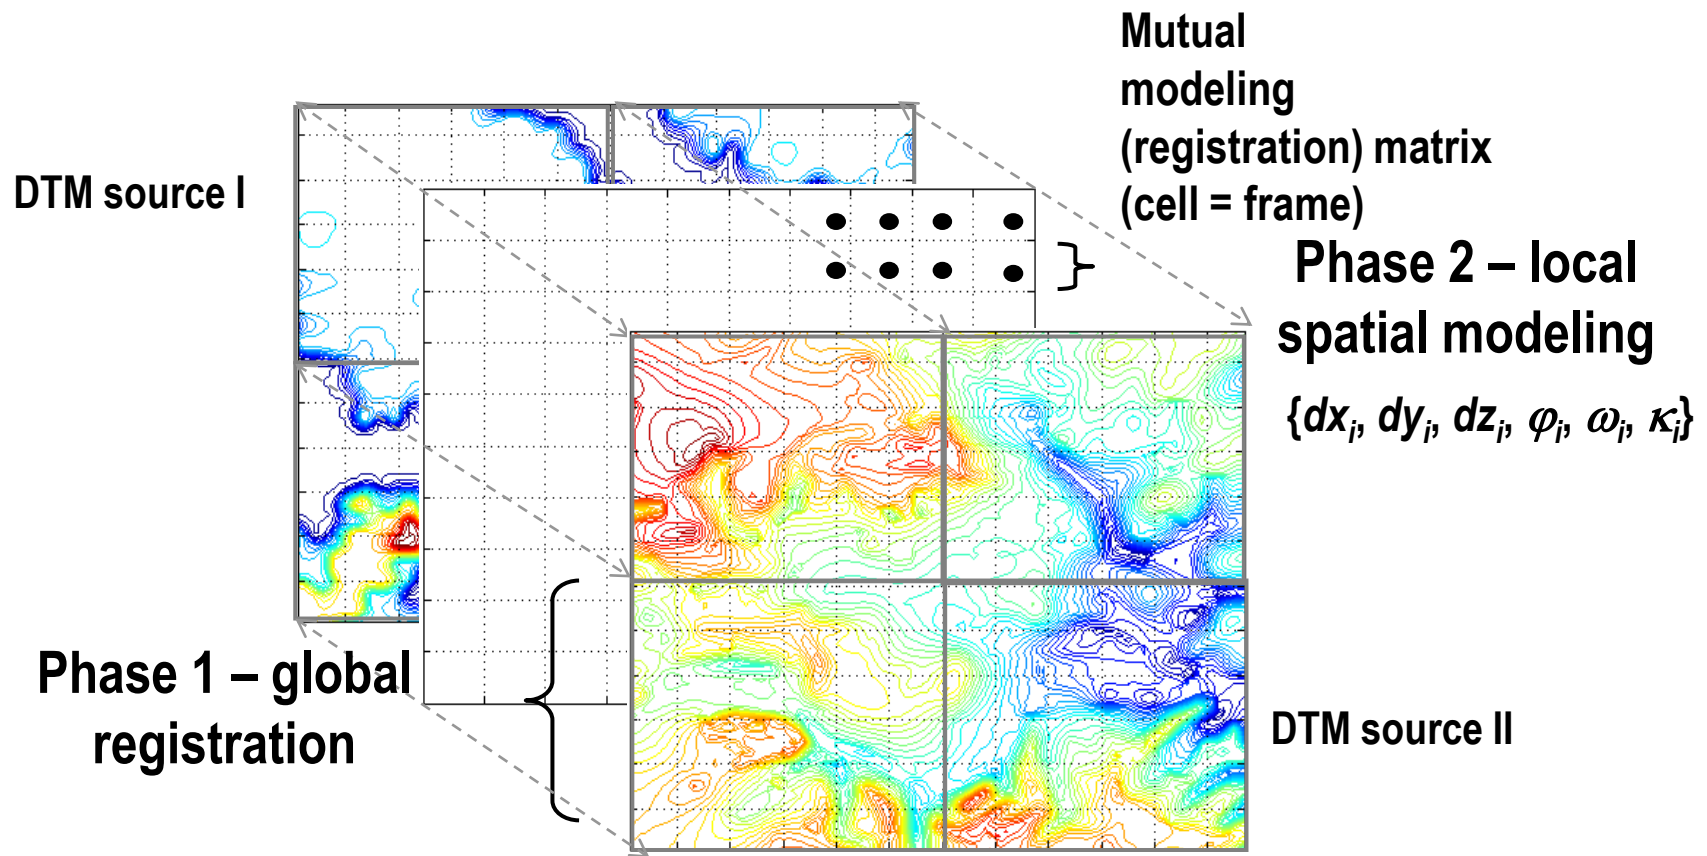 Mutual
modeling
(registration) matrix
(cell = frame)
DTM source I
Phase 2 – local
spatial modeling
{dxᵢ, dyᵢ, dzᵢ, φᵢ, ωᵢ, κᵢ}
Phase 1 – global
registration
DTM source II